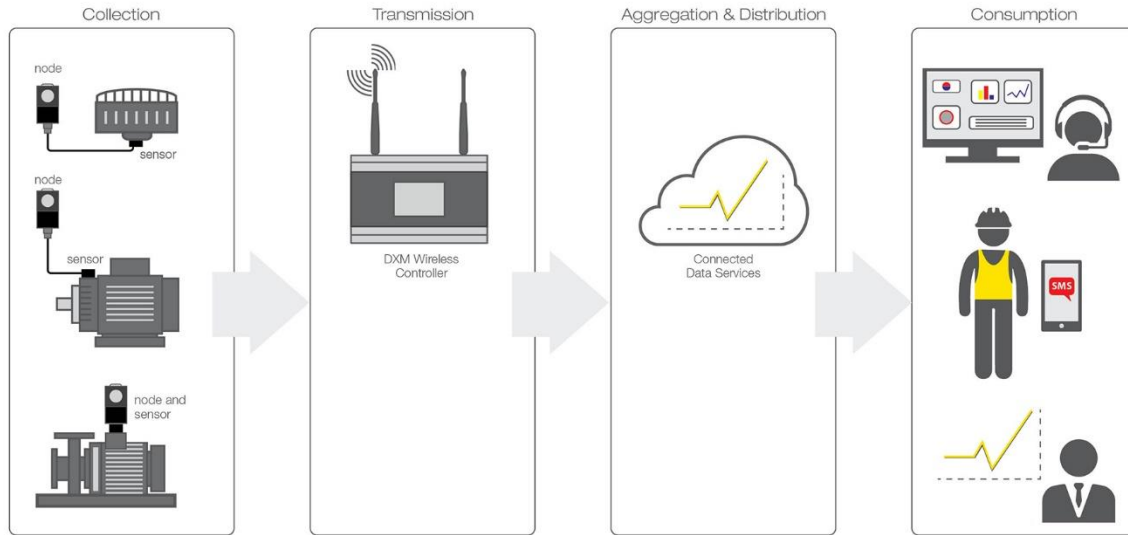 Collection
Transmission
Aggregation & Distribution
Consumption
node
sensor
node
sensor
node and
sensor
DXM Wireless
Controller
Connected
Data Services
SMS